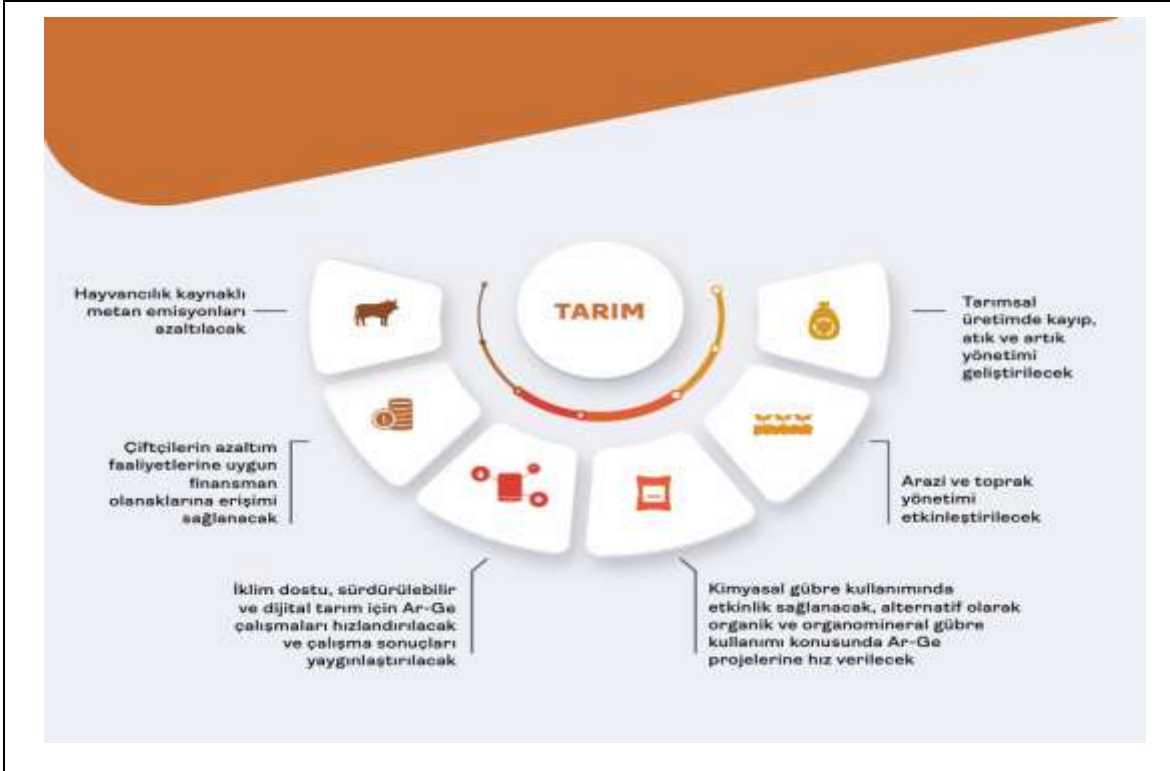 TARIM
Hayvancılık kaynaklı
metan emisyonları
azaltılacak
Çiftçilerin azaltım
faaliyetlerine uygun
finansman
olanaklarına erişimi
sağlanacak
İklim dostu, sürdürülebilir
ve dijital tarım için Ar-Ge
çalışmaları hızlandırılacak
ve çalışma sonuçları
yaygınlaştırılacak
Kimyasal gübre kullanımında
etkinlik sağlanacak, alternatif olarak
organik ve organomineral gübre
kullanımı konusunda Ar-Ge
projelerine hız verilecek
Arazi ve toprak
yönetimi
etkinleştirilecek
Tarımsal
üretimde kayıp,
atık ve artık
yönetimi
geliştirilecek